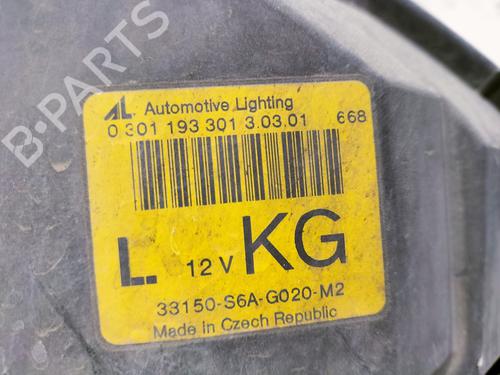 B-PARTS
AL Automotive Lighting
0 301 193 301 3.03.01 668
L 12 V KG
33150-S6A-G020-M2
Made in Czech Republic